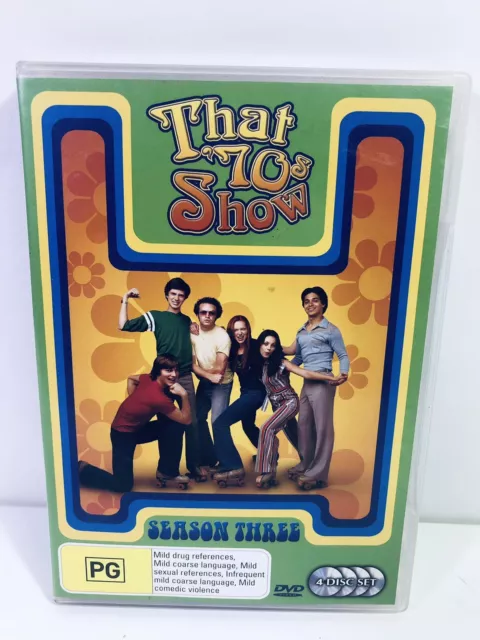 That
'70s
Show
SEASON THREE
PG
Mild drug references,
Mild coarse language, Mild
sexual references, Infrequent
mild coarse language, Mild
comedic violence
DVD
4 DISC SET